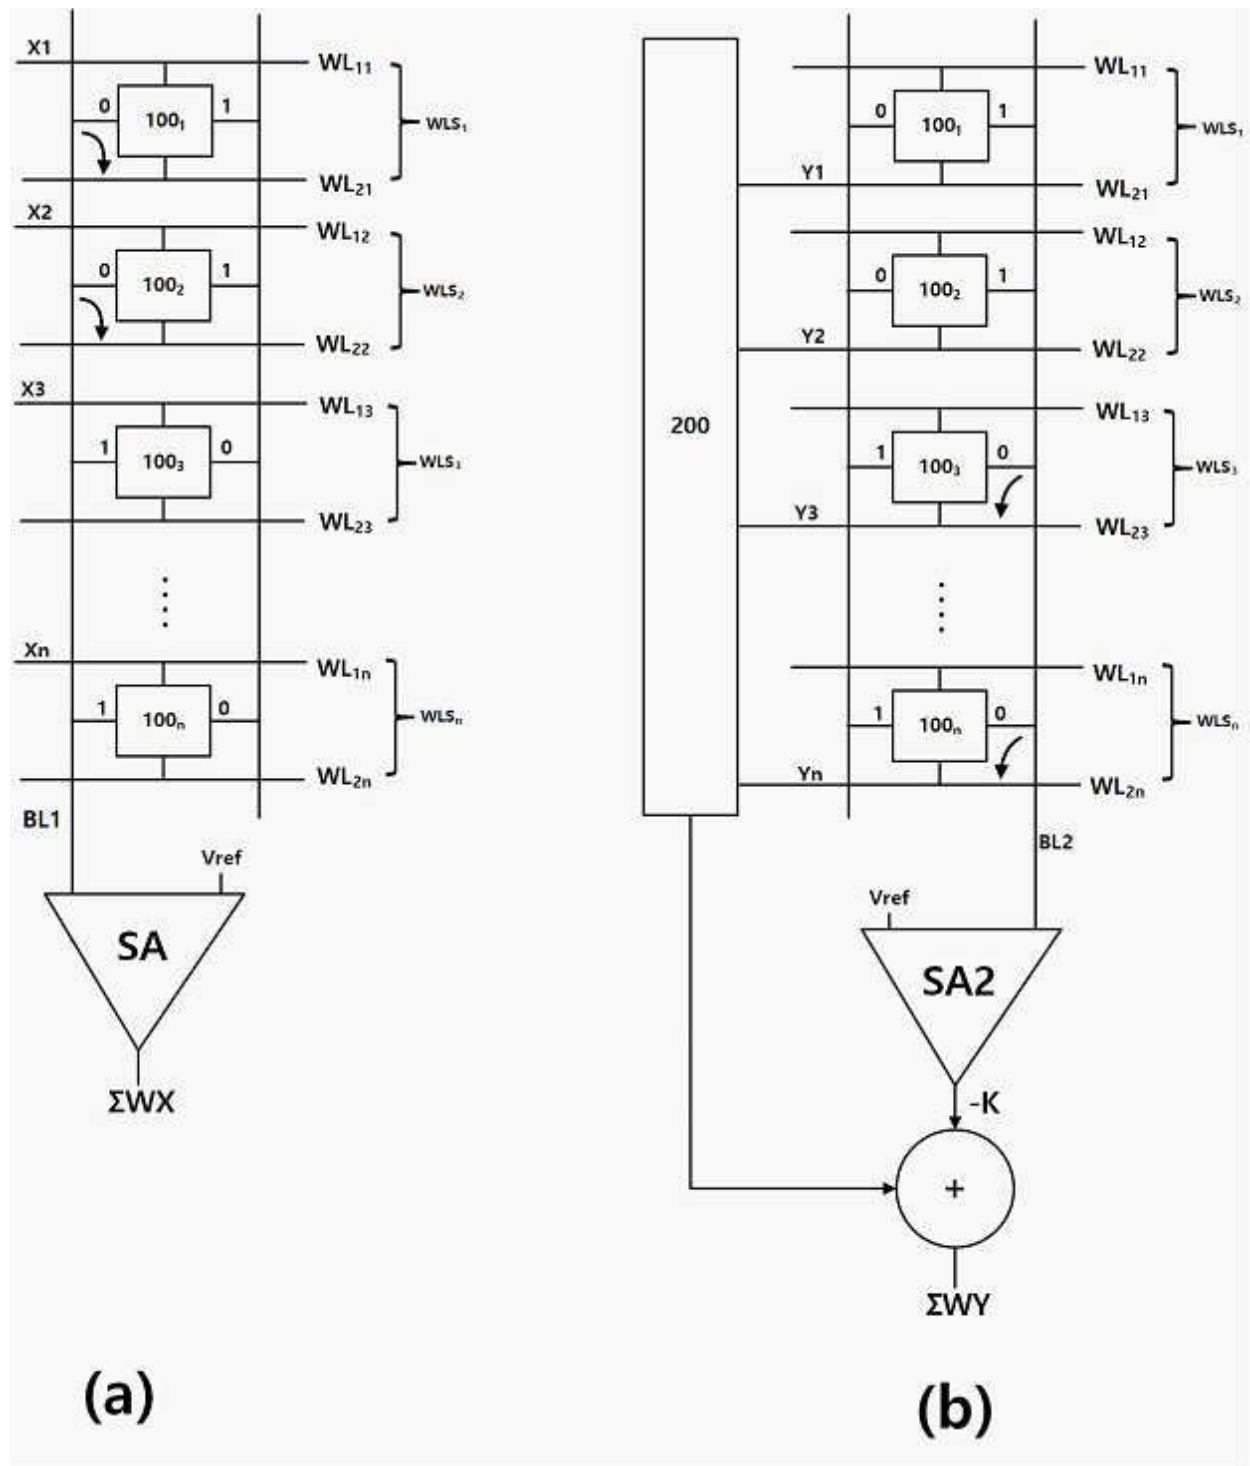 X1
WL11
0
1
1001
WLS1
WL21
X2
WL12
0
1
1002
WLS2
WL22
X3
WL13
1
0
1003
WLS3
WL23
Xn
WL1n
1
0
100n
WLSn
WL2n
BL1
Vref
SA
ΣWX
(a)
200
WL11
0
1
1001
WLS1
Y1
WL21
WL12
0
1
1002
WLS2
Y2
WL22
WL13
1
0
1003
WLS3
Y3
WL23
WL1n
1
0
100n
WLSn
Yn
WL2n
BL2
Vref
SA2
-K
+
ΣWY
(b)